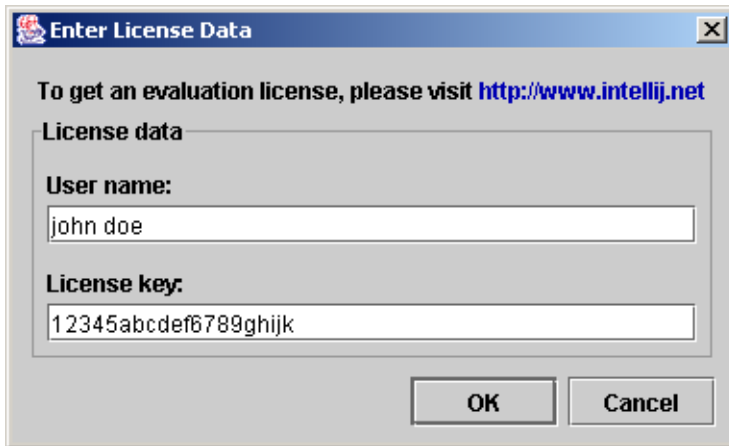 Enter License Data
To get an evaluation license, please visit http://www.intellij.net
License data
User name:
john doe
License key:
12345abcdef6789ghijk
OK Cancel